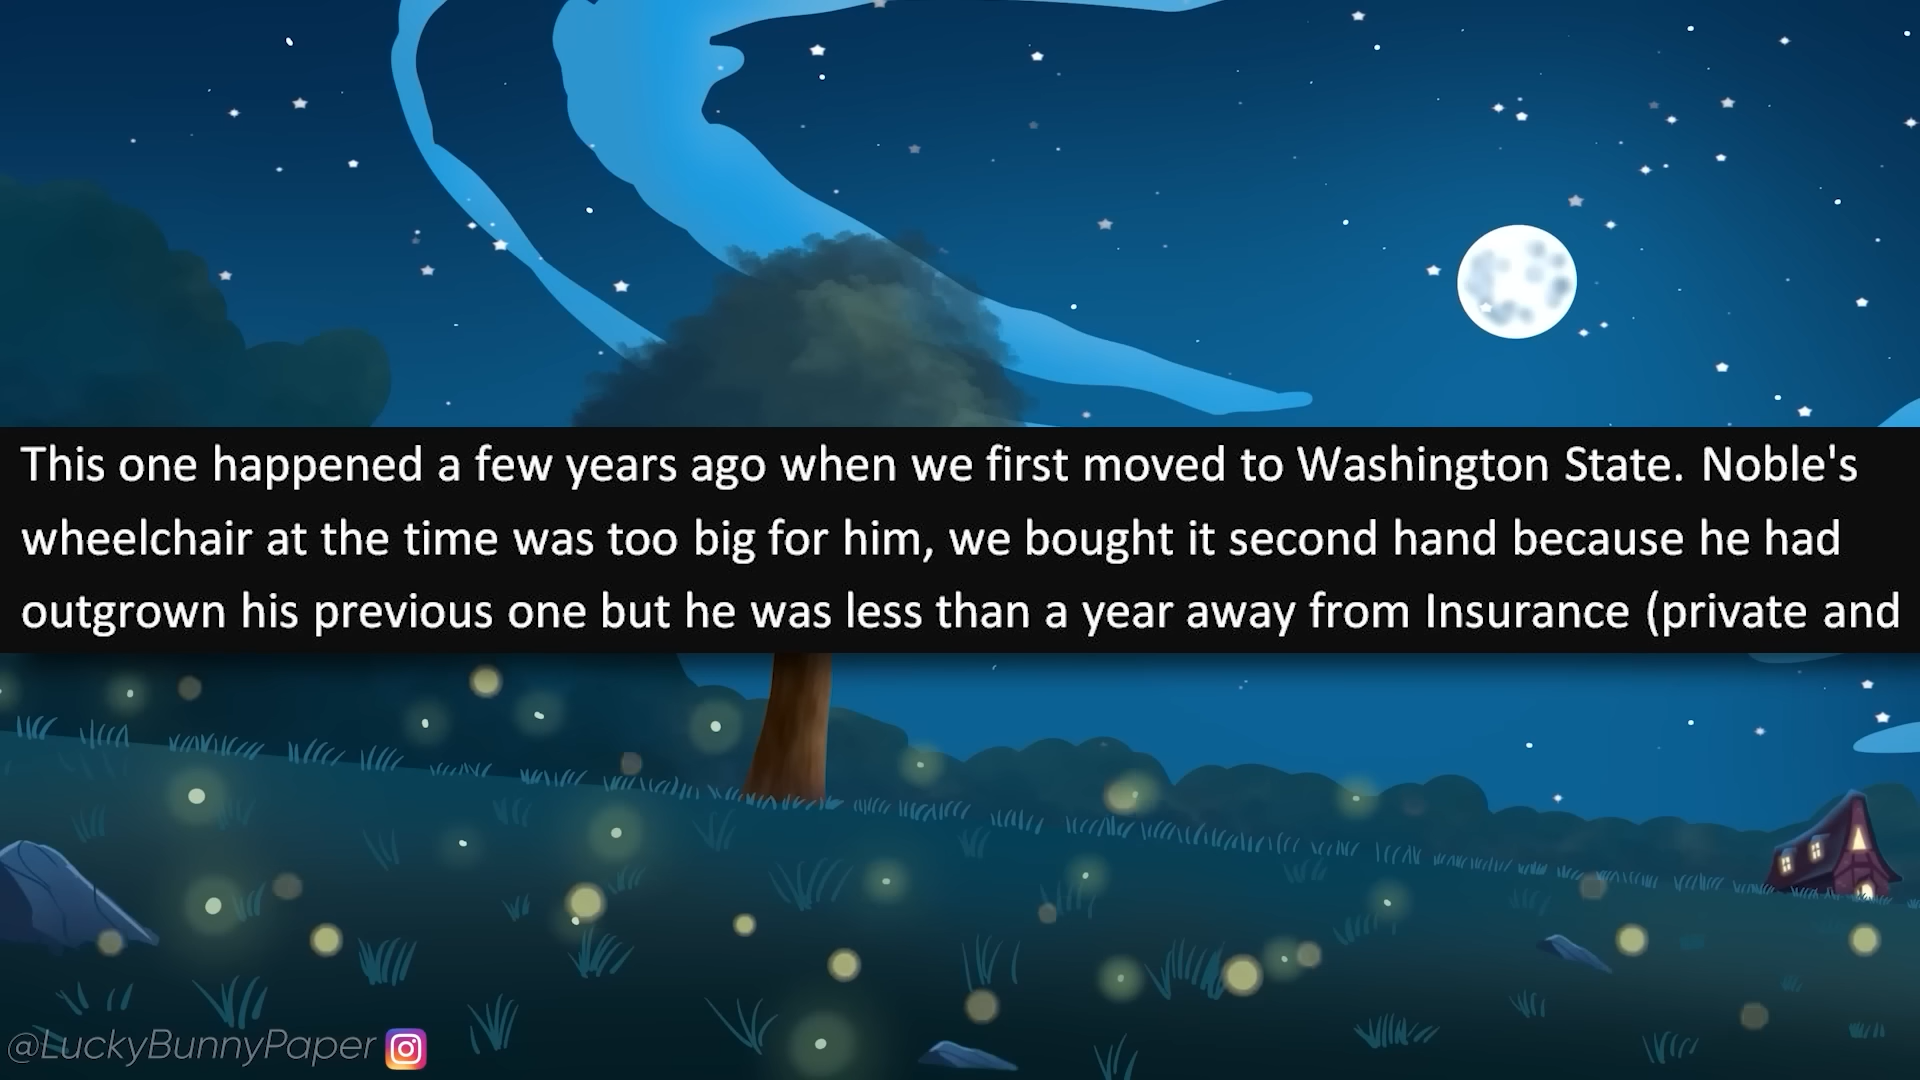 This one happened a few years ago when we first moved to Washington State. Noble's
wheelchair at the time was too big for him, we bought it second hand because he had
outgrown his previous one but he was less than a year away from Insurance (private and
@LuckyBunnyPaper